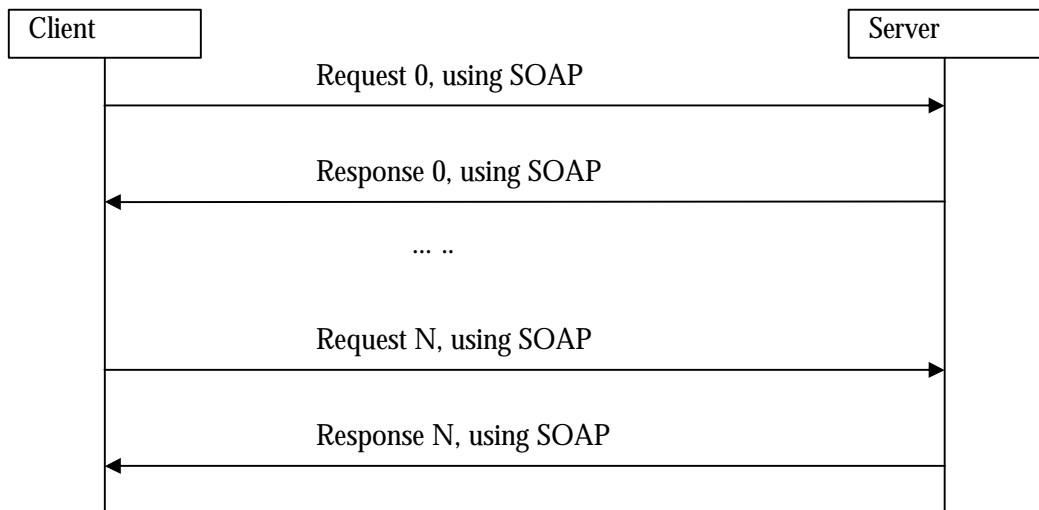 Client
Server
Request 0, using SOAP
Response 0, using SOAP
... ..
Request N, using SOAP
Response N, using SOAP